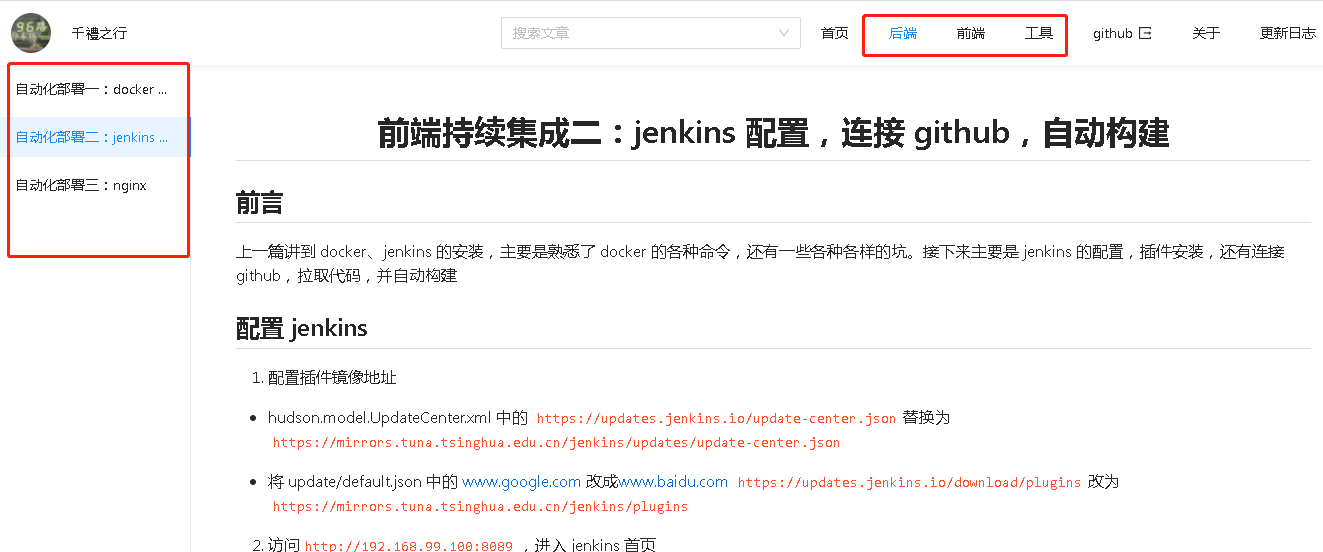 千禮之行
搜索文章
首页 后端 前端 工具 github 关于 更新日志
自动化部署一：docker ...
自动化部署二：jenkins ...
自动化部署三：nginx
前端持续集成二：jenkins 配置，连接 github，自动构建
前言
上一篇讲到 docker、jenkins 的安装，主要是熟悉了 docker 的各种命令，还有一些各种各样的坑。接下来主要是 jenkins 的配置，插件安装，还有连接
github，拉取代码，并自动构建
配置 jenkins
1. 配置插件镜像地址
• hudson.model.UpdateCenter.xml 中的 https://updates.jenkins.io/update-center.json 替换为
https://mirrors.tuna.tsinghua.edu.cn/jenkins/updates/update-center.json
• 将 update/default.json 中的 www.google.com 改成www.baidu.com https://updates.jenkins.io/download/plugins 改为
https://mirrors.tuna.tsinghua.edu.cn/jenkins/plugins
2. 访问 http://192.168.99.100:8089 ，进入 jenkins 首页